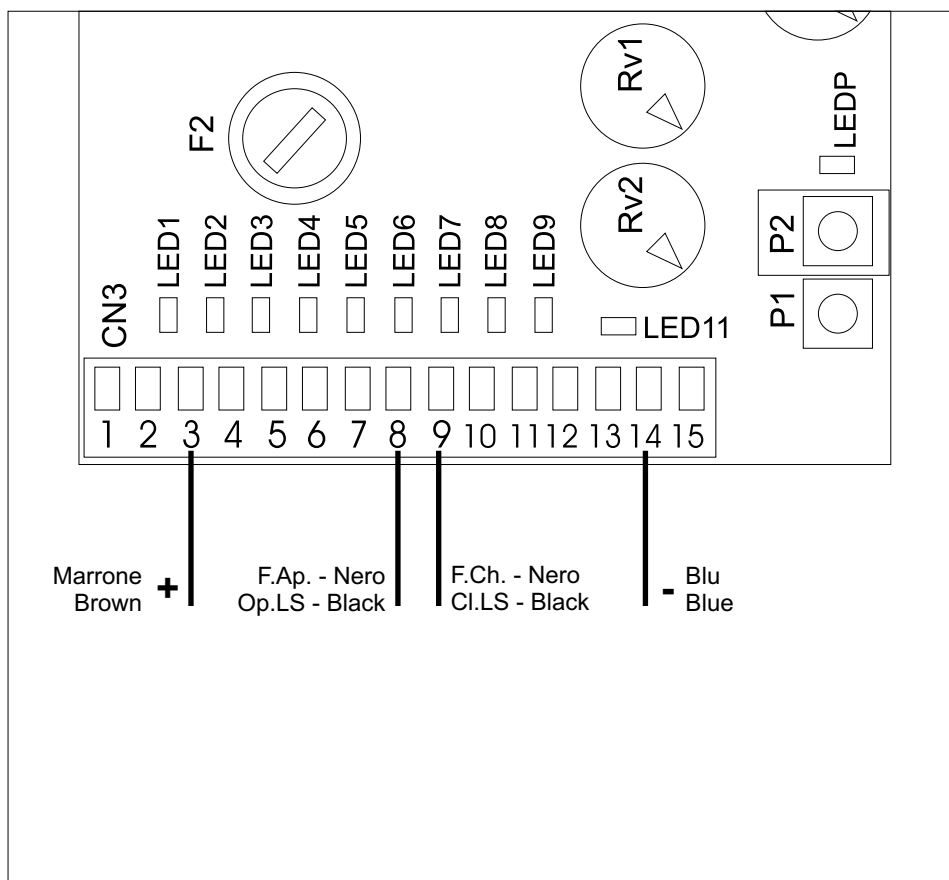 Rv1
F2
LEDP
Rv2
P2
LED1 LED2 LED3 LED4 LED5 LED6 LED7 LED8 LED9
CN3
P1
LED11
1 2 3 4 5 6 7 8 9 10 11 12 13 14 15
Marrone
Brown
+
F.Ap. - Nero
Op.LS - Black
F.Ch. - Nero
Cl.LS - Black
-
Blu
Blue